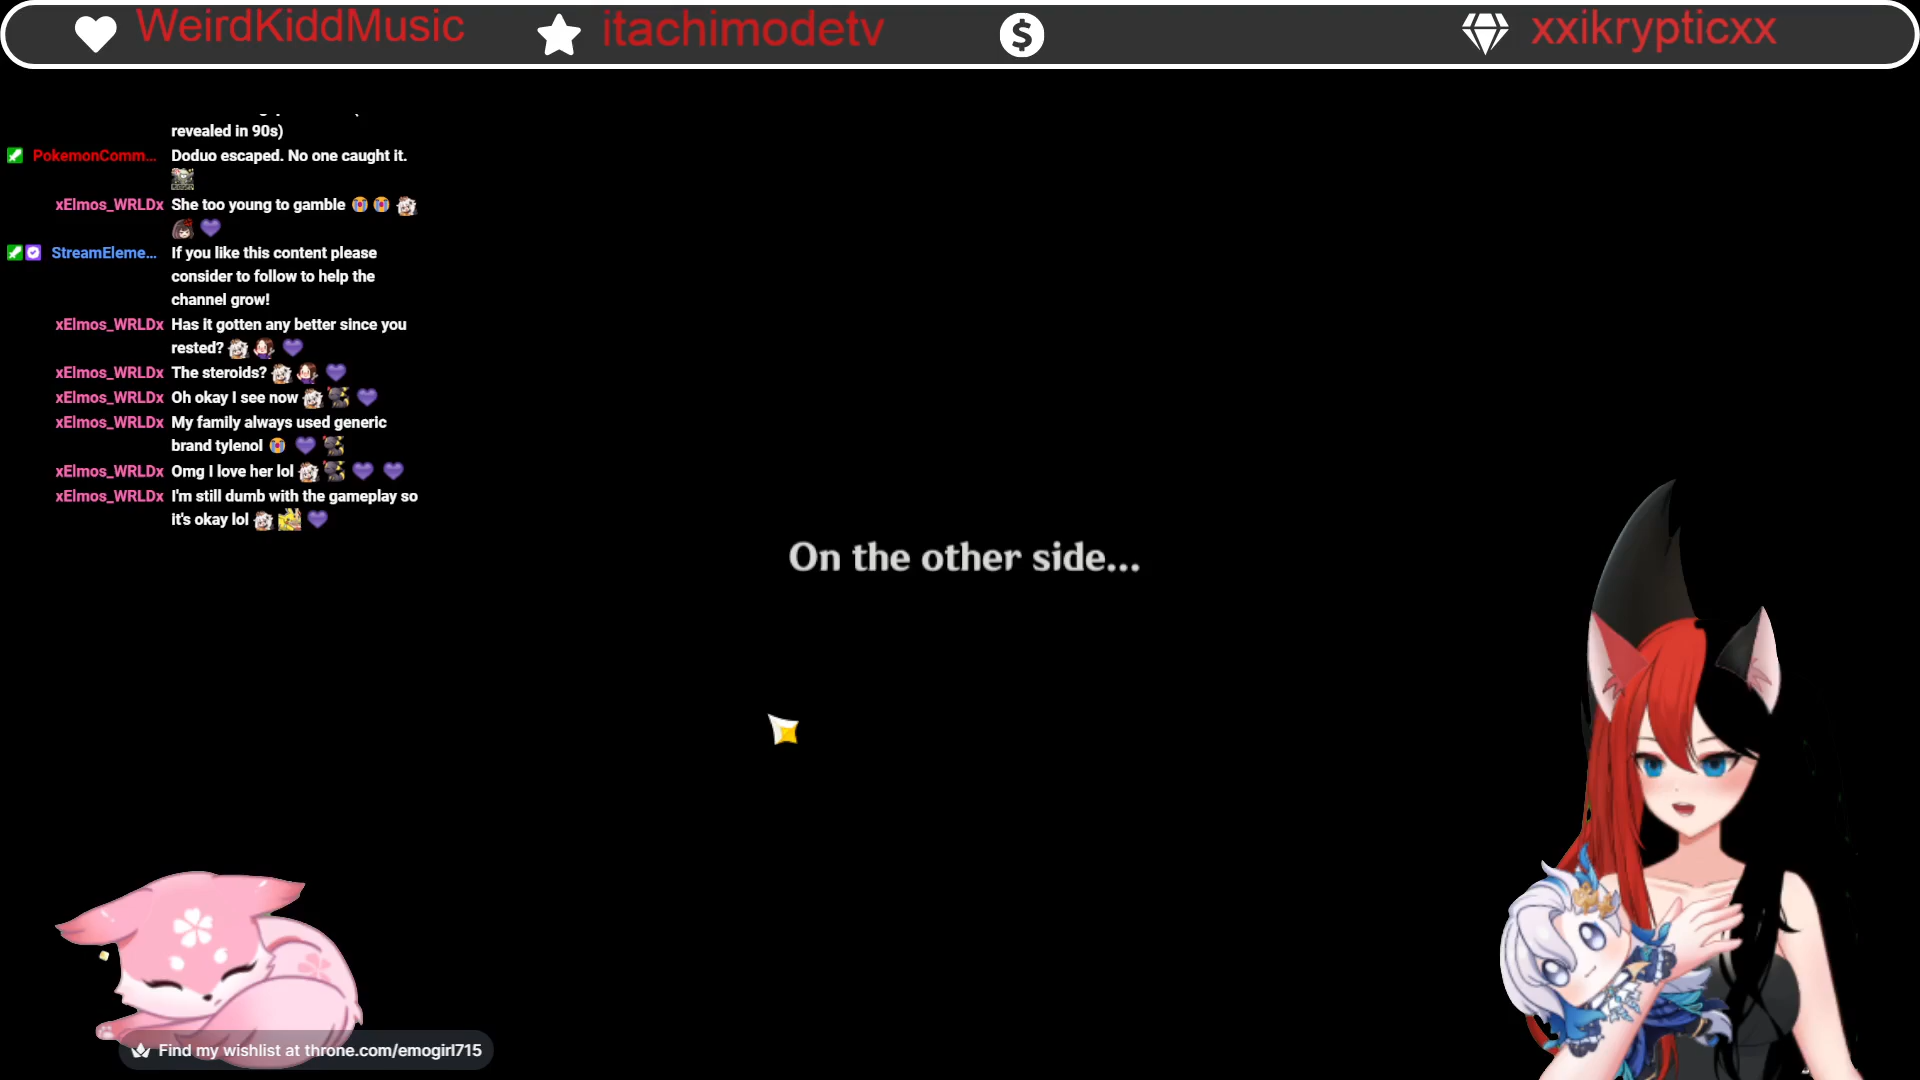 WeirdKiddMusic
itachimodetv
xxikrypticxx
revealed in 90s)
PokemonComm... Doduo escaped. No one caught it.
xElmos_WRLDx She too young to gamble
StreamEleme... If you like this content please
consider to follow to help the
channel grow!
xElmos_WRLDx Has it gotten any better since you
rested?
xElmos_WRLDx The steroids?
xElmos_WRLDx Oh okay I see now
xElmos_WRLDx My family always used generic
brand tylenol
xElmos_WRLDx Omg I love her lol
xElmos_WRLDx I'm still dumb with the gameplay so
it's okay lol
On the other side...
Find my wishlist at throne.com/emogirl715